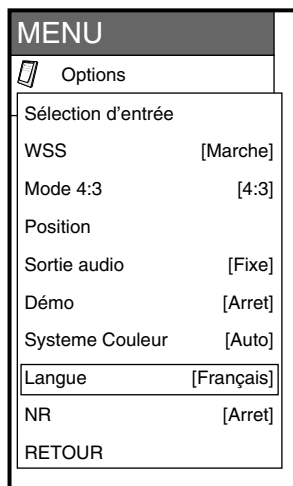 MENU
Options
Sélection d'entrée
WSS [Marche]
Mode 4:3 [4:3]
Position
Sortie audio [Fixe]
Démo [Arret]
Systeme Couleur [Auto]
Langue [Français]
NR [Arret]
RETOUR